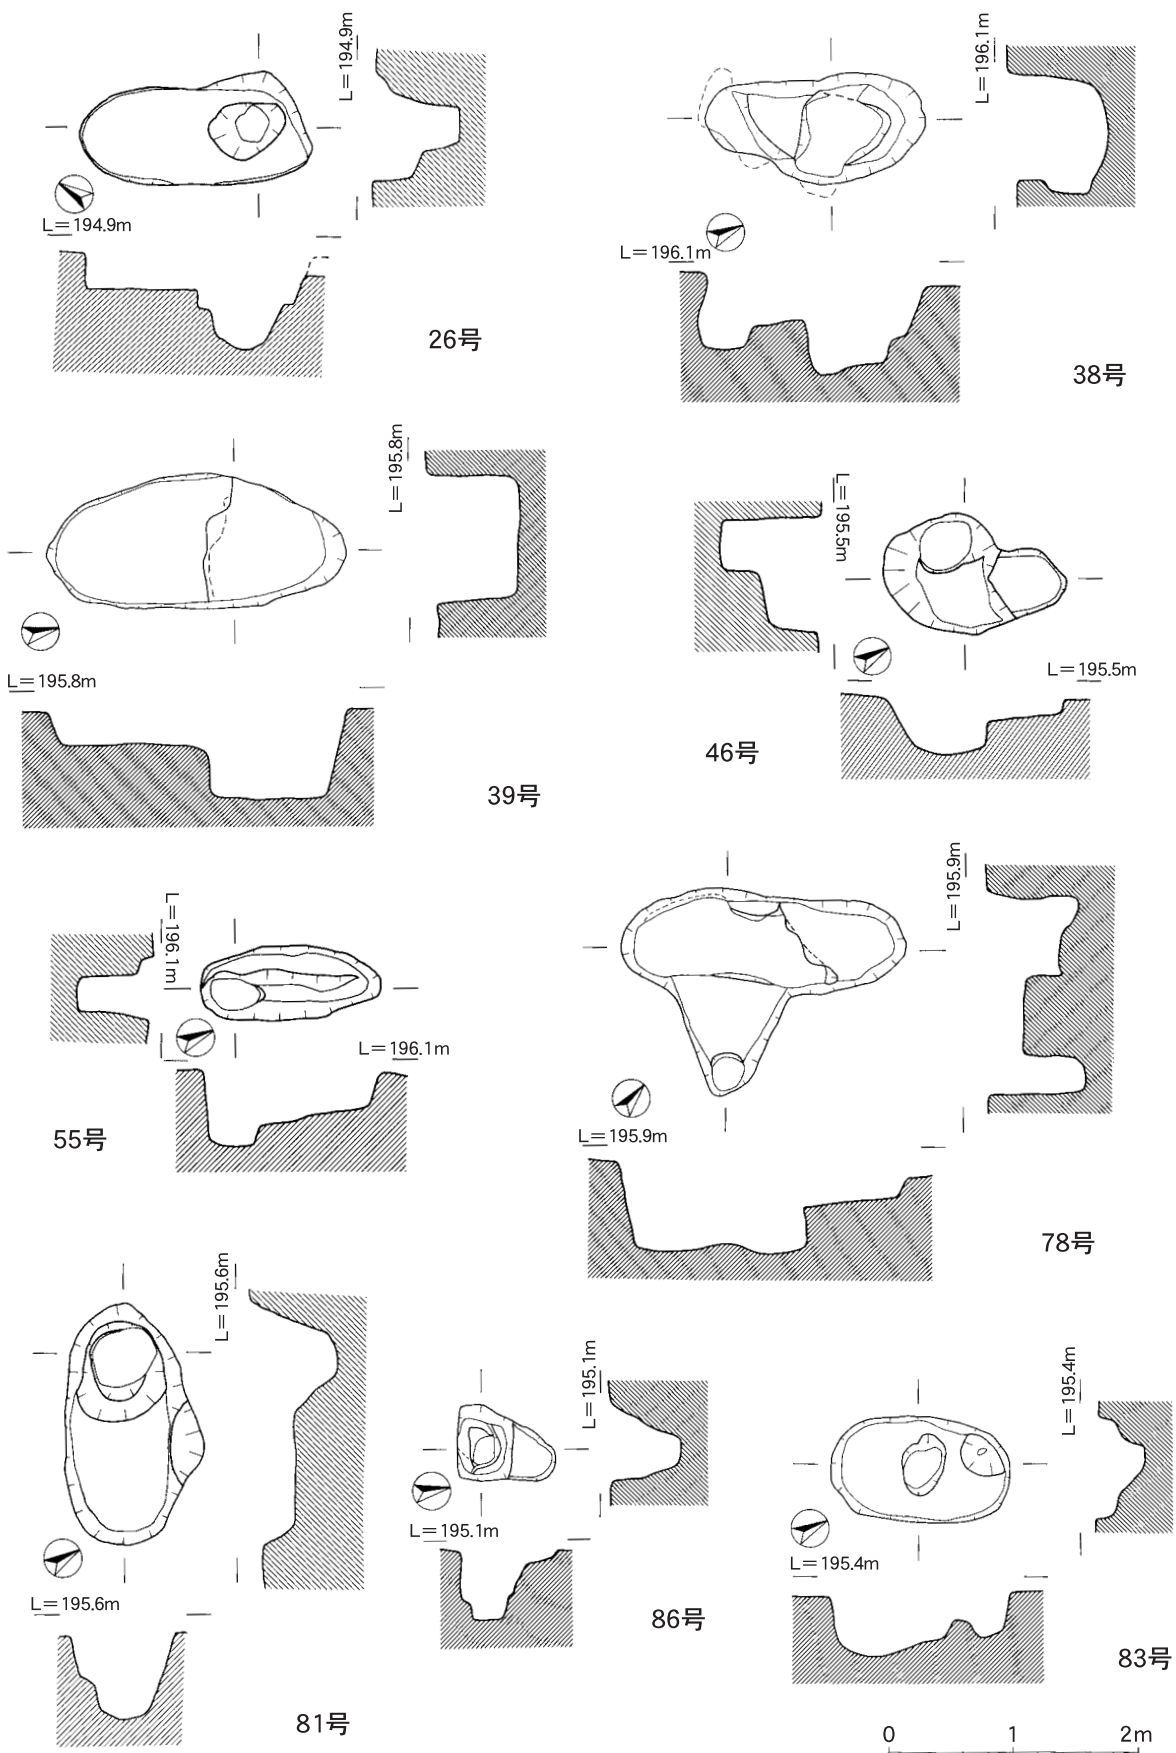 L=194.9m
L=194.9m
26号
L=196.1m
L=196.1m
38号
L=195.8m
L=195.8m
39号
L=195.5m
L=195.5m
46号
L=196.1m
L=196.1m
55号
L=195.9m
L=195.9m
78号
L=195.6m
L=195.6m
81号
L=195.1m
L=195.1m
86号
L=195.4m
L=195.4m
83号
0 1 2m